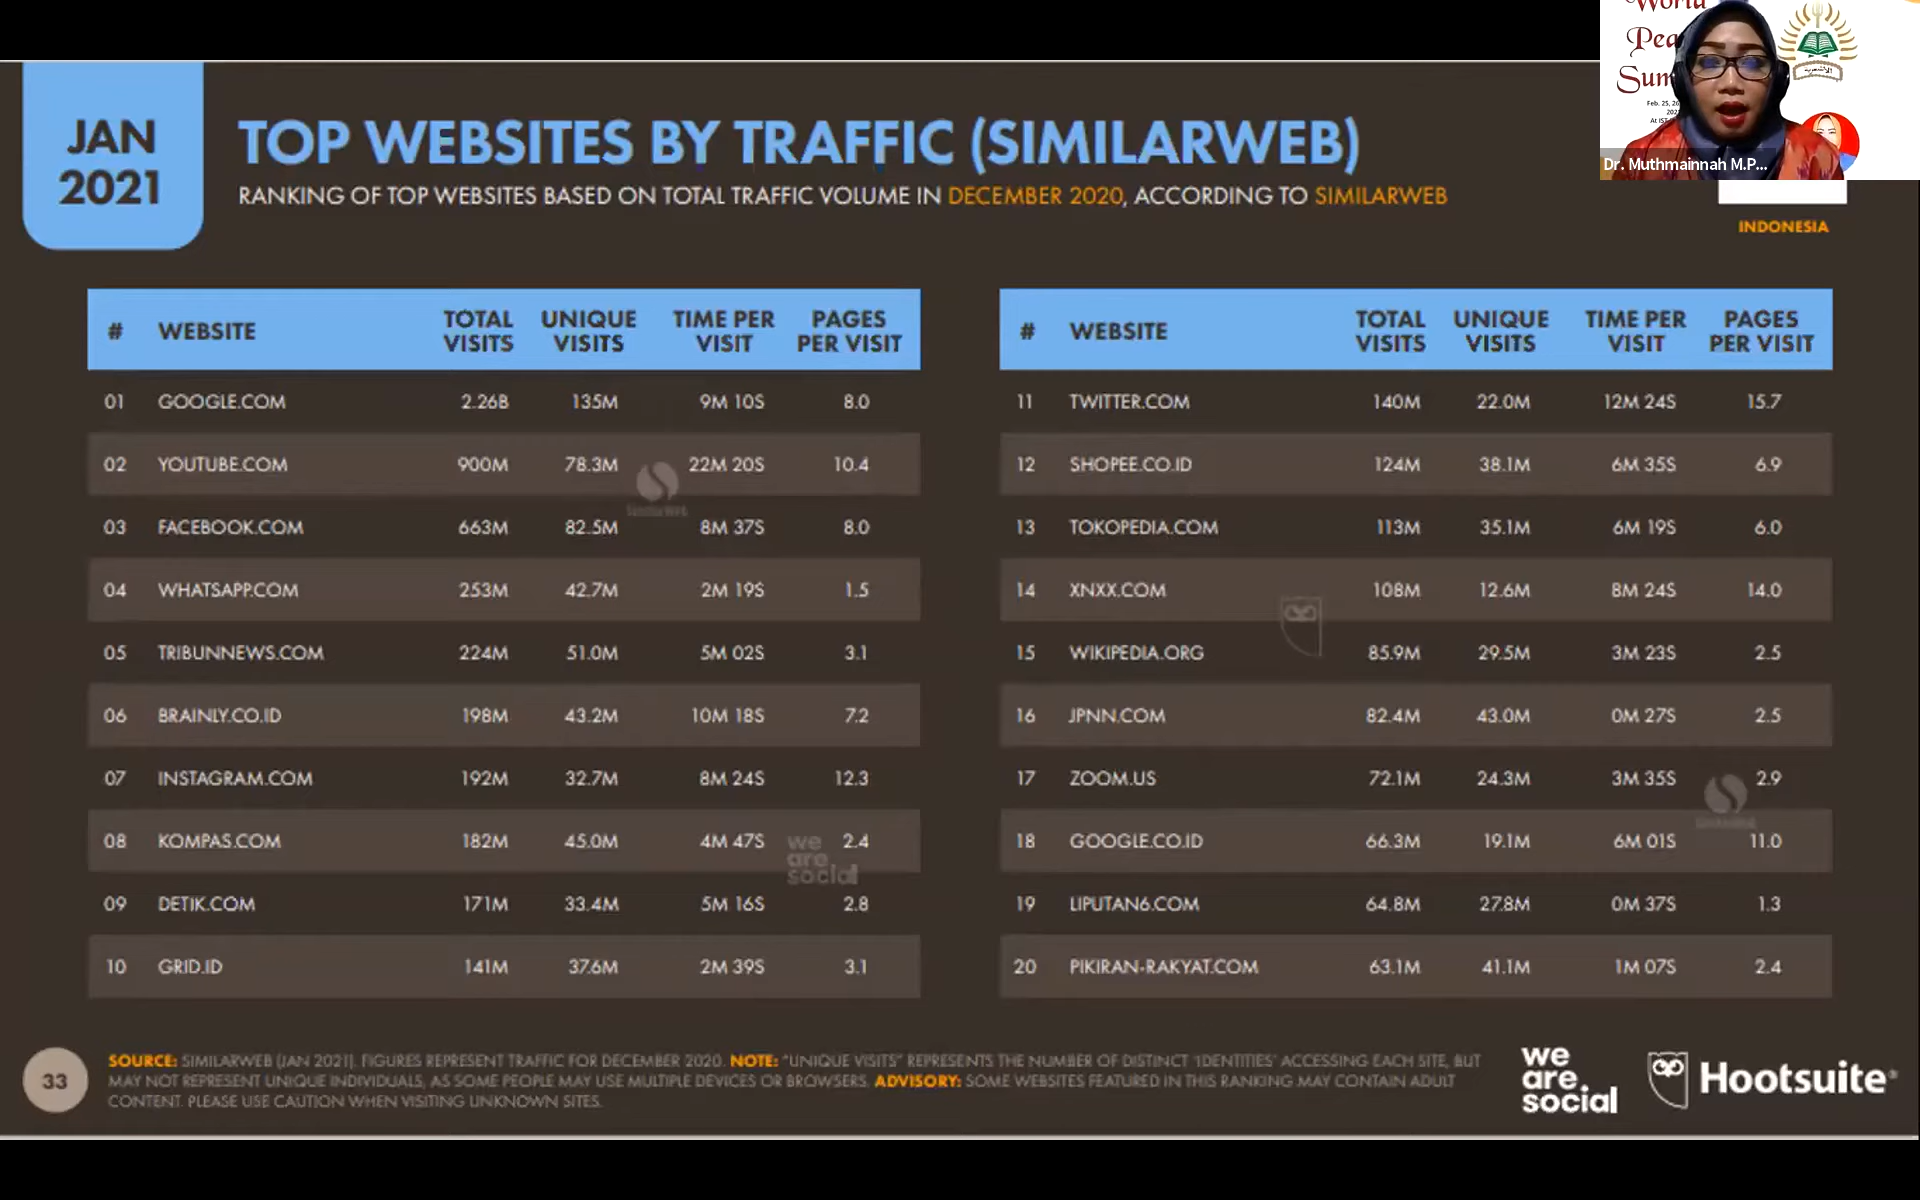 JAN
2021
TOP WEBSITES BY TRAFFIC (SIMILARWEB)
RANKING OF TOP WEBSITES BASED ON TOTAL TRAFFIC VOLUME IN DECEMBER 2020, ACCORDING TO SIMILARWEB
World
Feb. 25, 26
Dr. Muthmainnah M.P...
INDONESIA
# WEBSITE TOTAL VISITS UNIQUE VISITS TIME PER VISIT PAGES PER VISIT
01 GOOGLE.COM 2.26B 135M 9M 10S 8.0
02 YOUTUBE.COM 900M 78.3M 22M 20S 10.4
03 FACEBOOK.COM 663M 82.5M 8M 37S 8.0
04 WHATSAPP.COM 253M 42.7M 2M 19S 1.5
05 TRIBUNNEWS.COM 224M 51.0M 5M 02S 3.1
06 BRAINLY.CO.ID 198M 43.2M 10M 18S 7.2
07 INSTAGRAM.COM 192M 32.7M 8M 24S 12.3
08 KOMPAS.COM 182M 45.0M 4M 47S 2.4
09 DETIK.COM 171M 33.4M 5M 16S 2.8
10 GRID.ID 141M 37.6M 2M 39S 3.1
we
are
social
# WEBSITE TOTAL VISITS UNIQUE VISITS TIME PER VISIT PAGES PER VISIT
11 TWITTER.COM 140M 22.0M 12M 24S 15.7
12 SHOPEE.CO.ID 124M 38.1M 6M 35S 6.9
13 TOKOPEDIA.COM 113M 35.1M 6M 19S 6.0
14 XNXX.COM 108M 12.6M 8M 24S 14.0
15 WIKIPEDIA.ORG 85.9M 29.5M 3M 23S 2.5
16 JPNN.COM 82.4M 43.0M 0M 27S 2.5
17 ZOOM.US 72.1M 24.3M 3M 35S 2.9
18 GOOGLE.CO.ID 66.3M 19.1M 6M 01S 11.0
19 LIPUTAN6.COM 64.8M 27.8M 0M 37S 1.3
20 PIKIRAN-RAKYAT.COM 63.1M 41.1M 1M 07S 2.4
33
SOURCE: SIMILARWEB (JAN 2021). FIGURES REPRESENT TRAFFIC FOR DECEMBER 2020. NOTE: "UNIQUE VISITS" REPRESENTS THE NUMBER OF DISTINCT 'IDENTITIES' ACCESSING EACH SITE, BUT
MAY NOT REPRESENT UNIQUE INDIVIDUALS, AS SOME PEOPLE MAY USE MULTIPLE DEVICES OR BROWSERS. ADVISORY: SOME WEBSITES FEATURED IN THIS RANKING MAY CONTAIN ADULT
CONTENT. PLEASE USE CAUTION WHEN VISITING UNKNOWN SITES.
we
are
social
Hootsuite